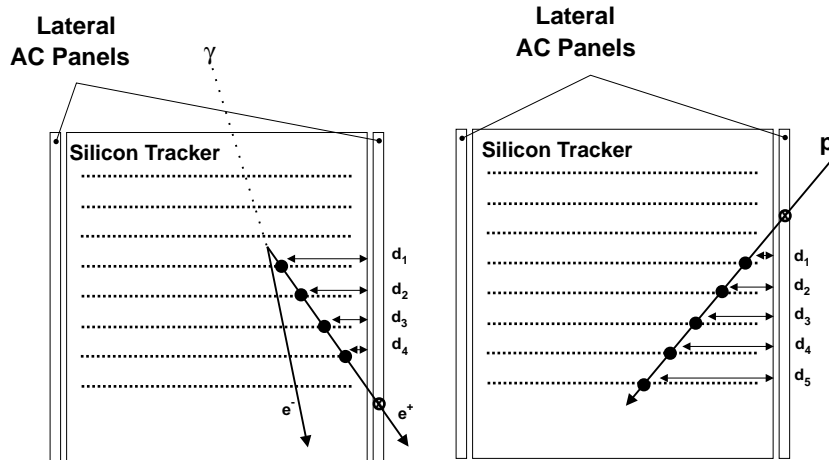 Lateral
AC Panels
γ
Silicon Tracker
d1
d2
d3
d4
e-
e+
Lateral
AC Panels
Silicon Tracker
p
d1
d2
d3
d4
d5